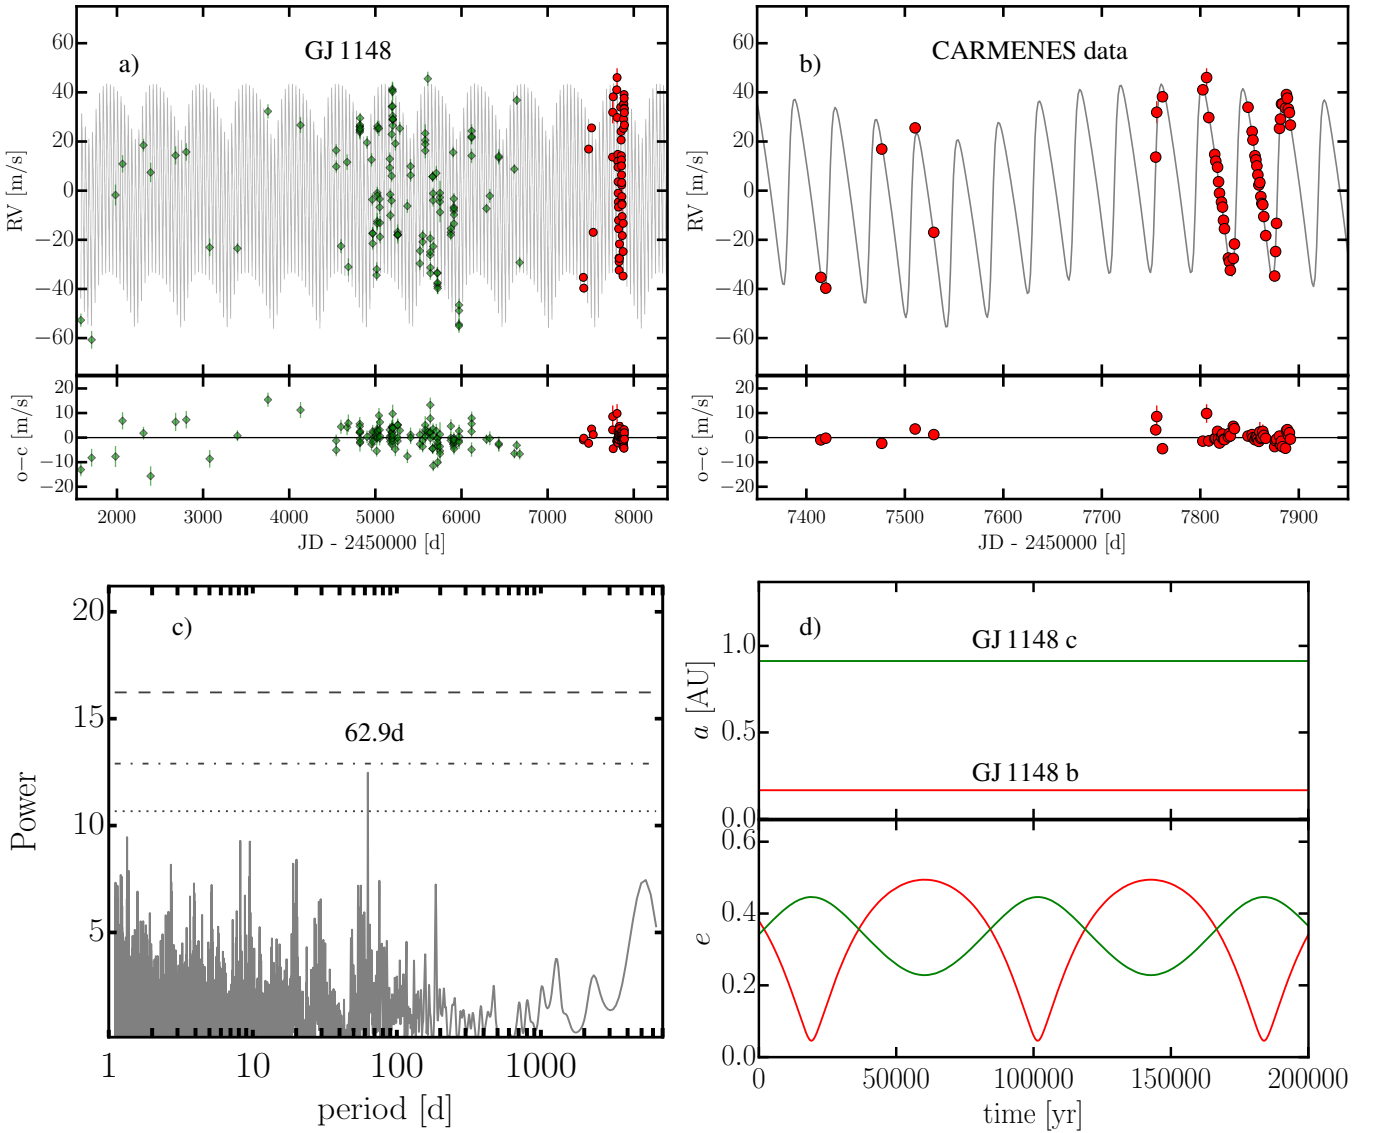 a) GJ 1148
RV [m/s]
60
40
20
0
−20
−40
−60
o−c [m/s]
20
10
0
−10
−20
2000 3000 4000 5000 6000 7000 8000
JD - 2450000 [d]
b) CARMENES data
RV [m/s]
60
40
20
0
−20
−40
−60
o−c [m/s]
20
10
0
−10
−20
7400 7500 7600 7700 7800 7900
JD - 2450000 [d]
c)
62.9d
Power
20
15
10
5
1 10 100 1000
period [d]
d)
GJ 1148 c
GJ 1148 b
a [AU]
1.0
0.5
0.0
e
0.6
0.4
0.2
0.0
0 50000 100000 150000 200000
time [yr]